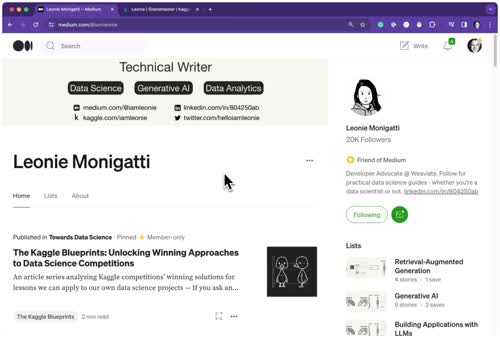 Leonie Monigatti – Medium
Leonie | Grandmaster | Kaggle
medium.com/@iamleonie
Search
Write
Technical Writer
Data Science
Generative AI
Data Analytics
medium.com/@iamleonie
linkedin.com/in/804250ab
k kaggle.com/iamleonie
twitter.com/helloiamleonie
Leonie Monigatti
Home
Lists
About
Published in Towards Data Science · Pinned Member-only
The Kaggle Blueprints: Unlocking Winning Approaches
to Data Science Competitions
An article series analyzing Kaggle competitions' winning solutions for
lessons we can apply to our own data science projects — If you ask an...
The Kaggle Blueprints
2 min read
Leonie Monigatti
20K Followers
Friend of Medium
Developer Advocate @ Weaviate. Follow for
practical data science guides - whether you're a
data scientist or not. linkedin.com/in/804250ab
Following
Lists
Retrieval-Augmented
Generation
4 stories · 1 save
Generative AI
9 stories · 2 saves
Building Applications with
LLMs